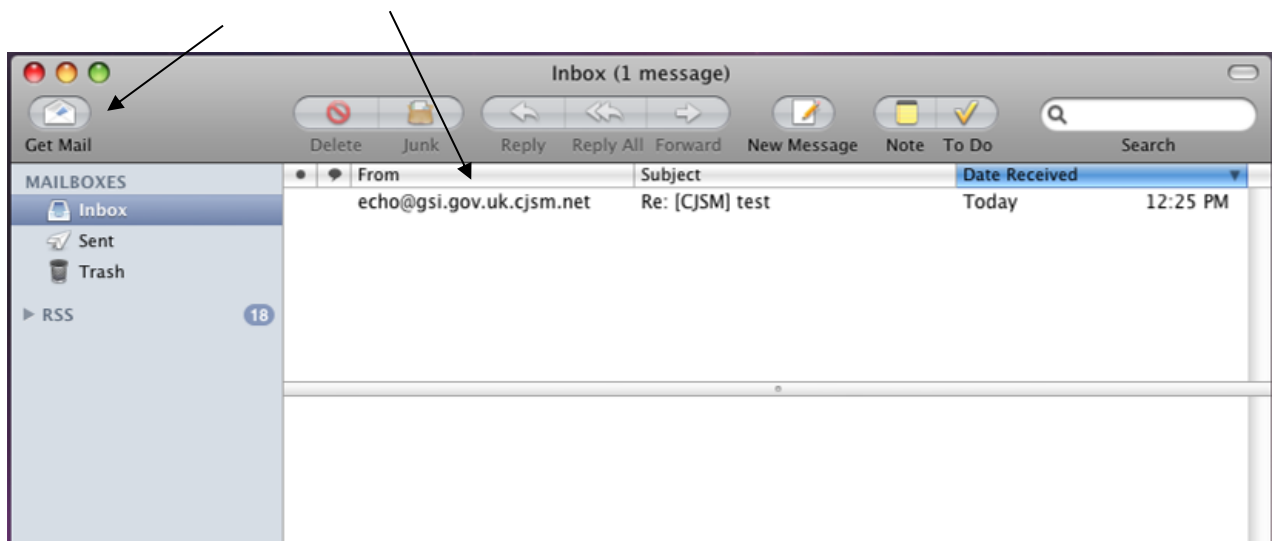 Inbox (1 message)
Get Mail Delete Junk Reply Reply All Forward New Message Note To Do Search
MAILBOXES From Subject Date Received
Inbox echo@gsi.gov.uk.cjsm.net Re: [CJSM] test Today 12:25 PM
Sent
Trash
RSS 18